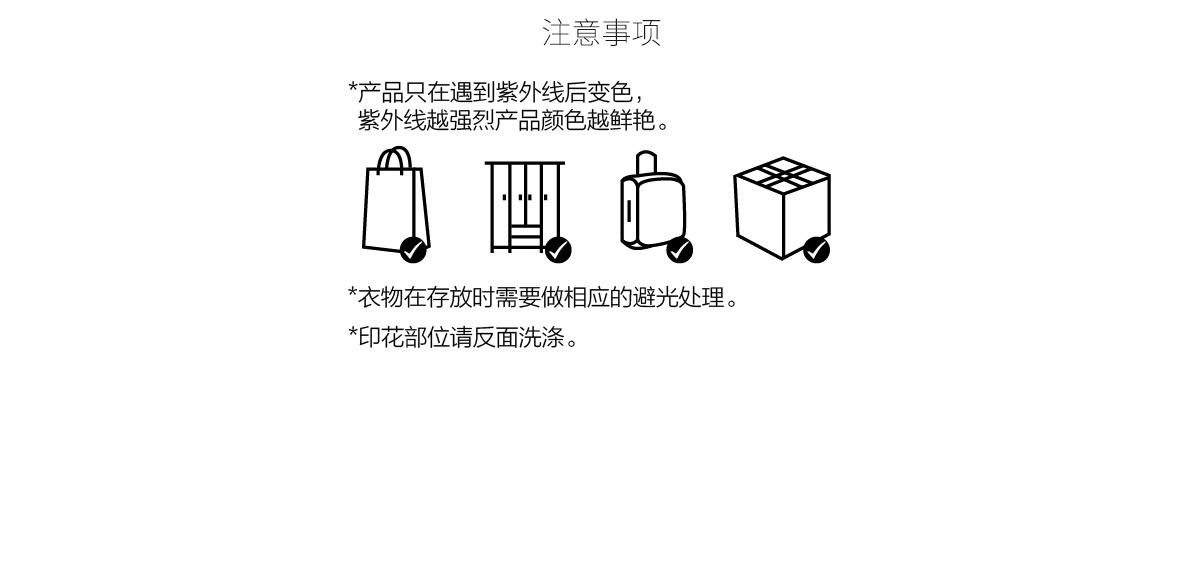 注意事项
*产品只在遇到紫外线后变色，
紫外线越强烈产品颜色越鲜艳。
*衣物在存放时需要做相应的避光处理。
*印花部位请反面洗涤。